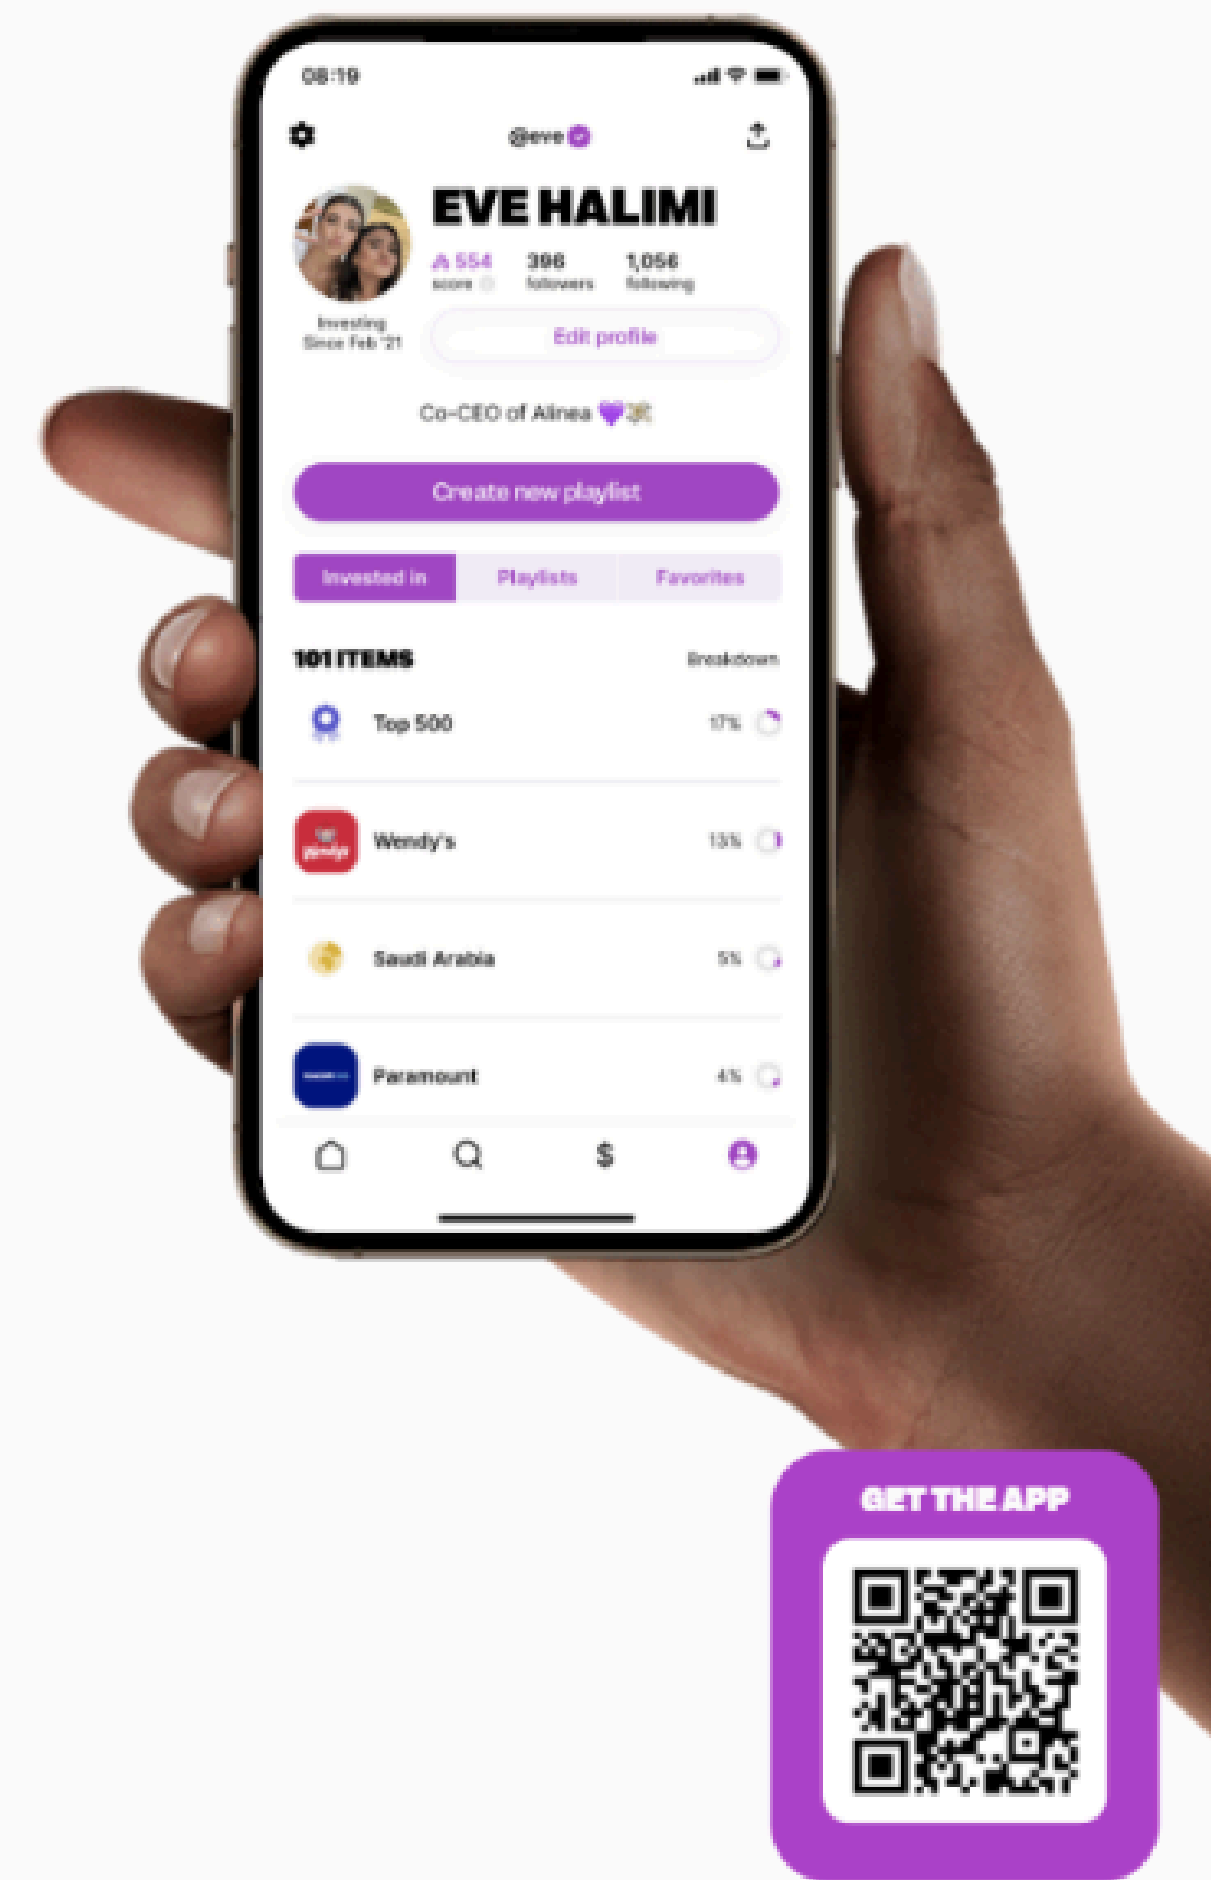 08:19
@eve
EVE HALIMI
554 396 1,056
score followers following
Investing
Since Feb '21
Edit profile
Co-CEO of Alinea 💜💸
Create new playlist
Invested in Playlists Favorites
101 ITEMS Breakdown
Top 500 17%
Wendy's 13%
Saudi Arabia 5%
Paramount 4%
$
GET THE APP